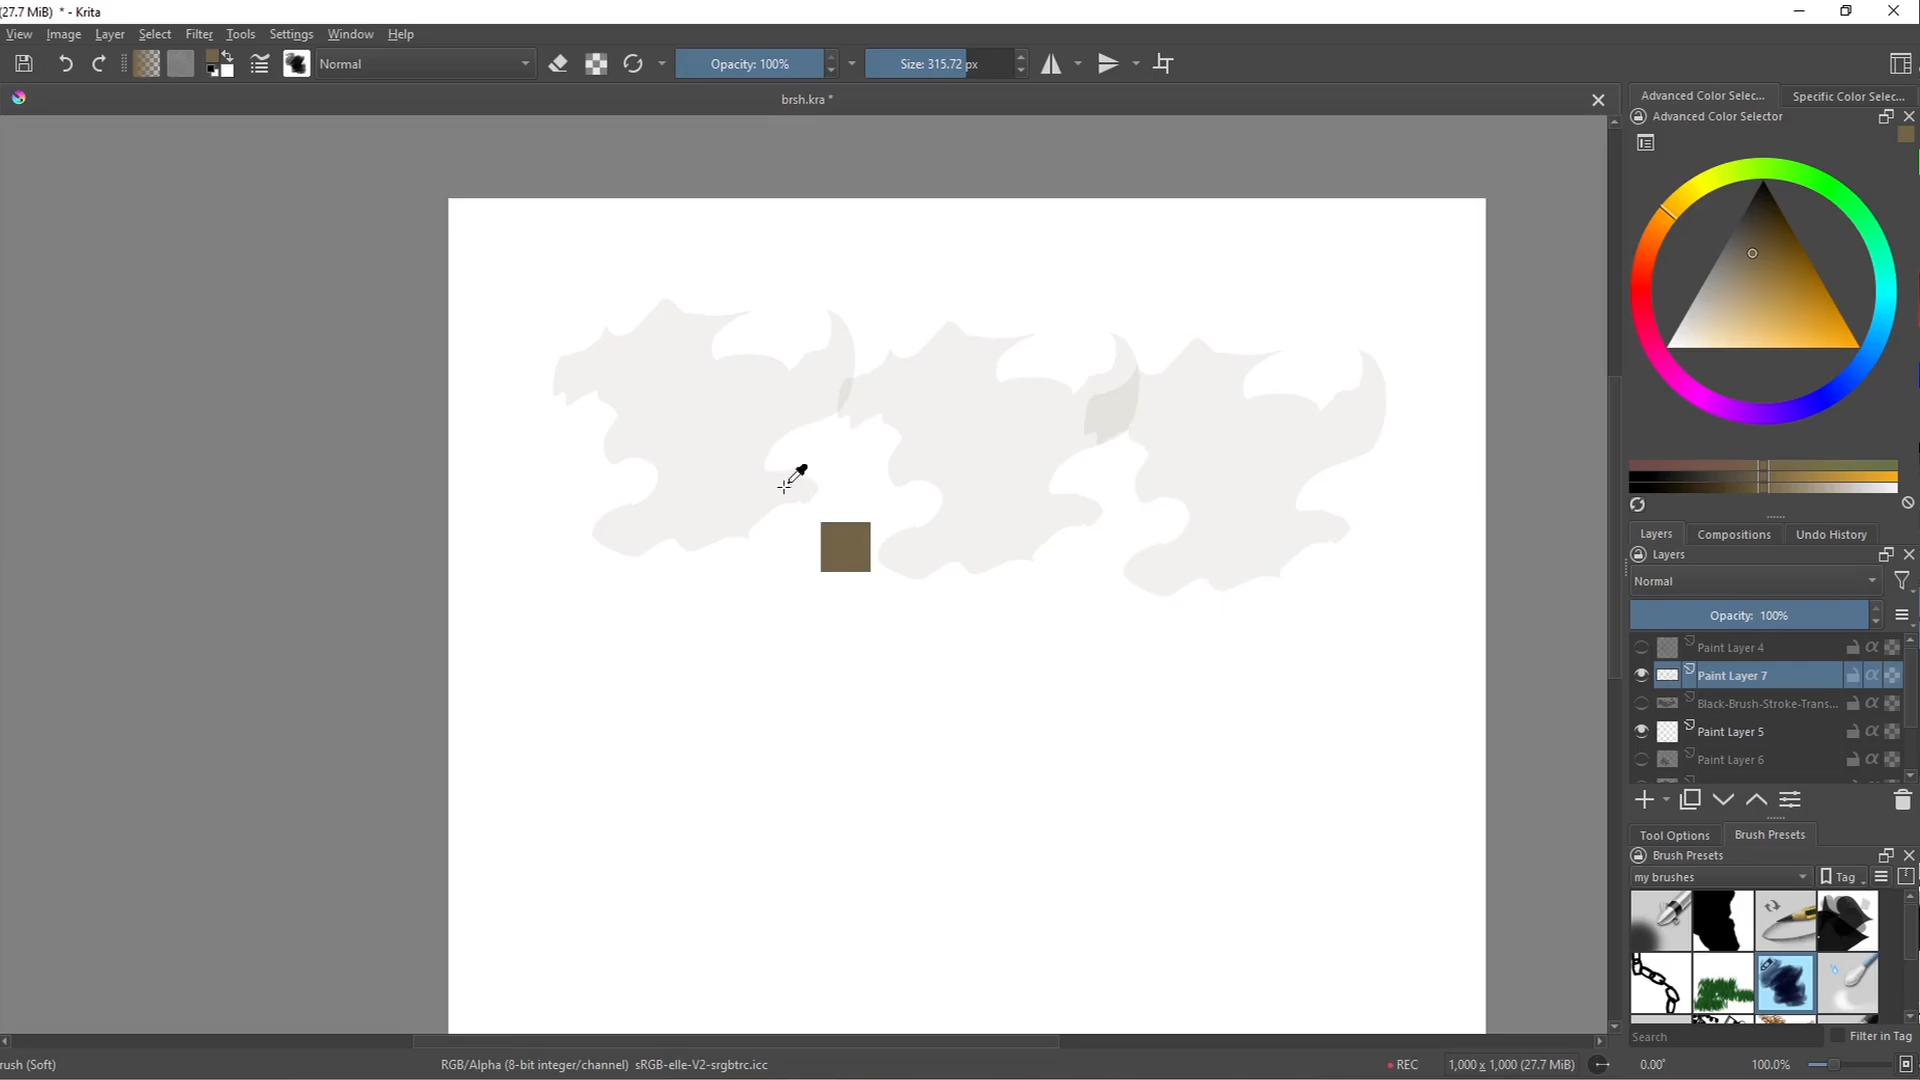 (27.7 MiB) * - Krita
View Image Layer Select Filter Tools Settings Window Help
Normal Opacity: 100% Size: 315.72 px
brsh.kra *
Advanced Color Selec... Specific Color Selec...
Advanced Color Selector
Layers Compositions Undo History
Layers
Normal
Opacity: 100%
Paint Layer 4
Paint Layer 7
Black-Brush-Stroke-Trans...
Paint Layer 5
Paint Layer 6
Tool Options Brush Presets
Brush Presets
my brushes Tag
Search Filter in Tag
rush (Soft) RGB/Alpha (8-bit integer/channel) sRGB-elle-V2-srgbtrc.icc REC 1,000 x 1,000 (27.7 MiB) 0.00° 100.0%